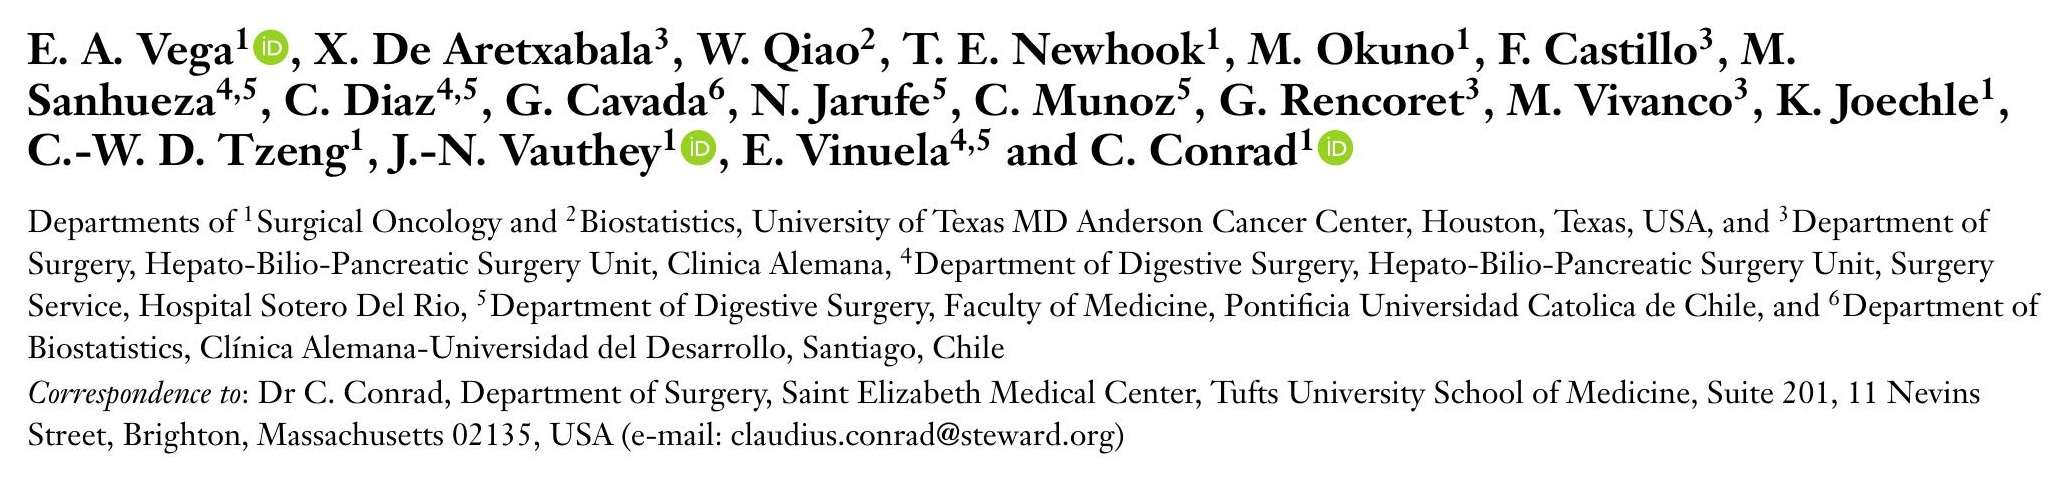 E. A. Vega1 iD, X. De Aretxabala3, W. Qiao2, T. E. Newhook1, M. Okuno1, F. Castillo3, M.
Sanhueza4,5, C. Diaz4,5, G. Cavada6, N. Jarufe5, C. Munoz5, G. Rencoret3, M. Vivanco3, K. Joechle1,
C.-W. D. Tzeng1, J.-N. Vauthey1 iD, E. Vinuela4,5 and C. Conrad1 iD
Departments of 1Surgical Oncology and 2Biostatistics, University of Texas MD Anderson Cancer Center, Houston, Texas, USA, and 3Department of
Surgery, Hepato-Bilio-Pancreatic Surgery Unit, Clinica Alemana, 4Department of Digestive Surgery, Hepato-Bilio-Pancreatic Surgery Unit, Surgery
Service, Hospital Sotero Del Rio, 5Department of Digestive Surgery, Faculty of Medicine, Pontificia Universidad Catolica de Chile, and 6Department of
Biostatistics, Clínica Alemana-Universidad del Desarrollo, Santiago, Chile
Correspondence to: Dr C. Conrad, Department of Surgery, Saint Elizabeth Medical Center, Tufts University School of Medicine, Suite 201, 11 Nevins
Street, Brighton, Massachusetts 02135, USA (e-mail: claudius.conrad@steward.org)